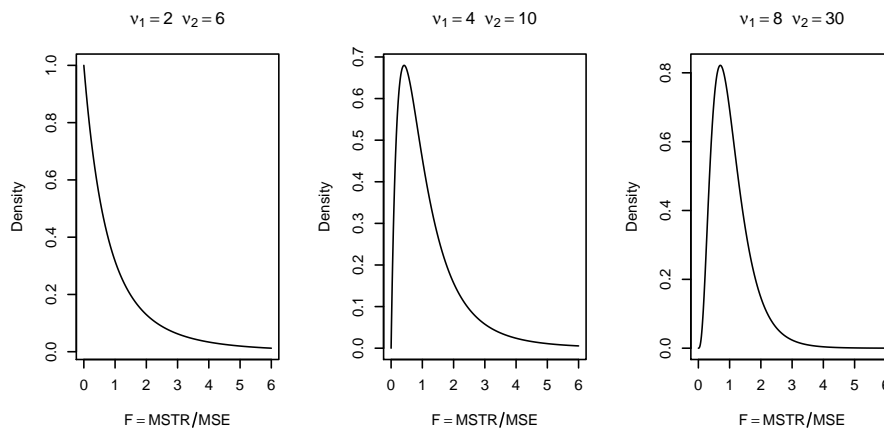 ν1 = 2 ν2 = 6
1.0
0.8
0.6
0.4
0.2
0.0
Density
0 1 2 3 4 5 6
F = MSTR/MSE
ν1 = 4 ν2 = 10
0.7
0.6
0.5
0.4
0.3
0.2
0.1
0.0
Density
0 1 2 3 4 5 6
F = MSTR/MSE
ν1 = 8 ν2 = 30
0.8
0.6
0.4
0.2
0.0
Density
0 1 2 3 4 5 6
F = MSTR/MSE